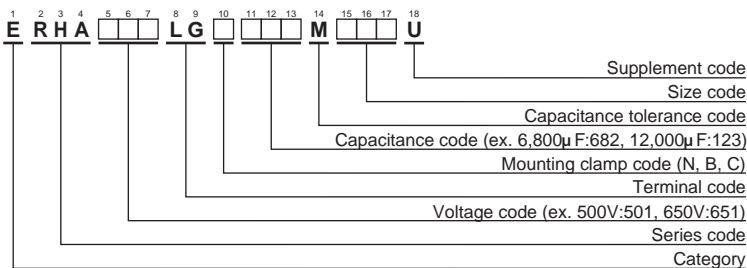 1 2 3 4 5 6 7 8 9 10 11 12 13 14 15 16 17 18
E R H A □ □ □ L G □ □ □ □ M □ □ □ U
Supplement code
Size code
Capacitance tolerance code
Capacitance code (ex. 6,800μF:682, 12,000μF:123)
Mounting clamp code (N, B, C)
Terminal code
Voltage code (ex. 500V:501, 650V:651)
Series code
Category